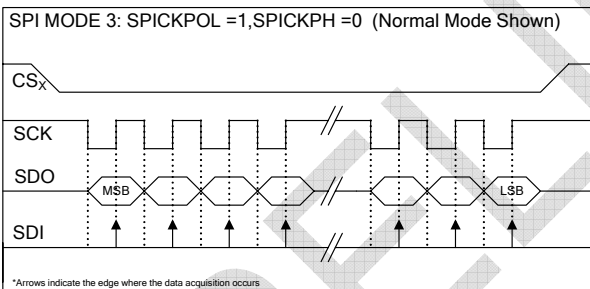 SPI MODE 3: SPICKPOL =1,SPICKPH =0 (Normal Mode Shown)
CSX
SCK
SDO
MSB
LSB
SDI
*Arrows indicate the edge where the data acquisition occurs